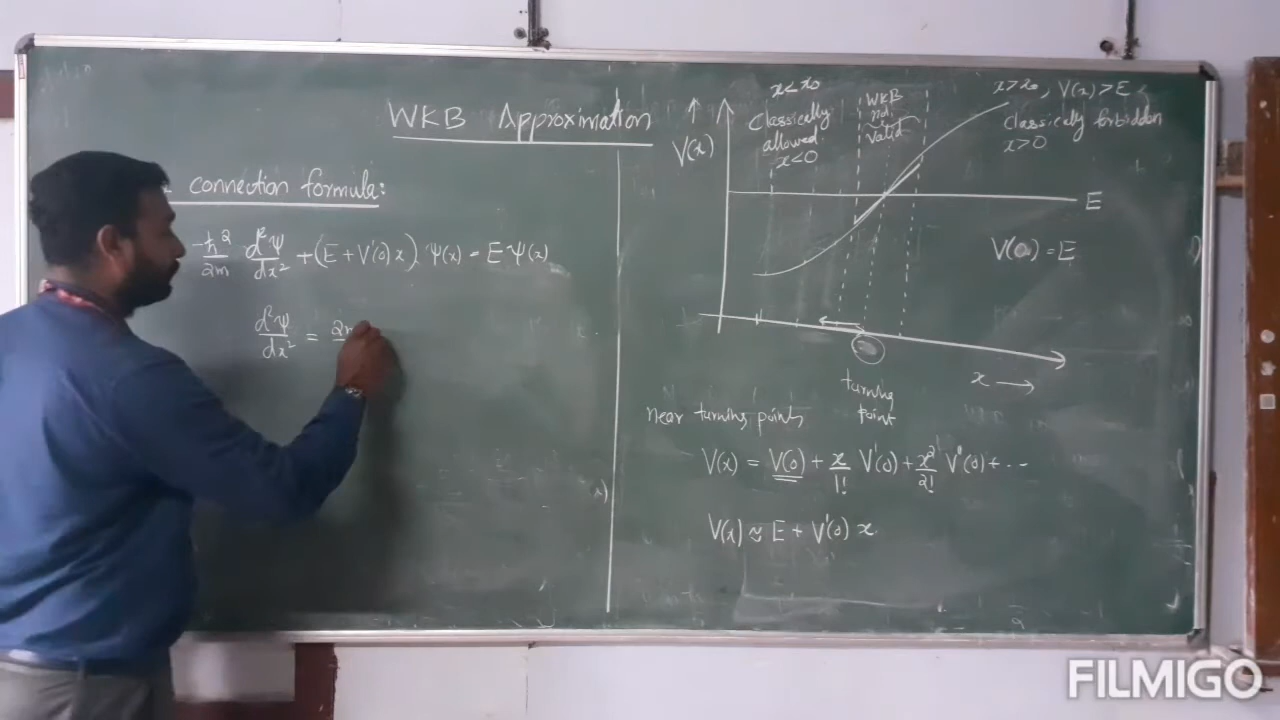 WKB Approximation
connection formula:
-ħ²/2m d²ψ/dx² + (E + V'(0) x) ψ(x) = E ψ(x)
d²ψ/dx² = 2m
V(x)
x < x₀
classically
allowed
x<0
WKB
not
valid
x > x₀, V(x) > E
classically forbidden
x>0
E
V(0) = E
turning
point
x →
near turning points
V(x) = V(0) + x/1! V'(0) + x²/2! V''(0) + ...
V(x) ≈ E + V'(0) x.
FILMIGO